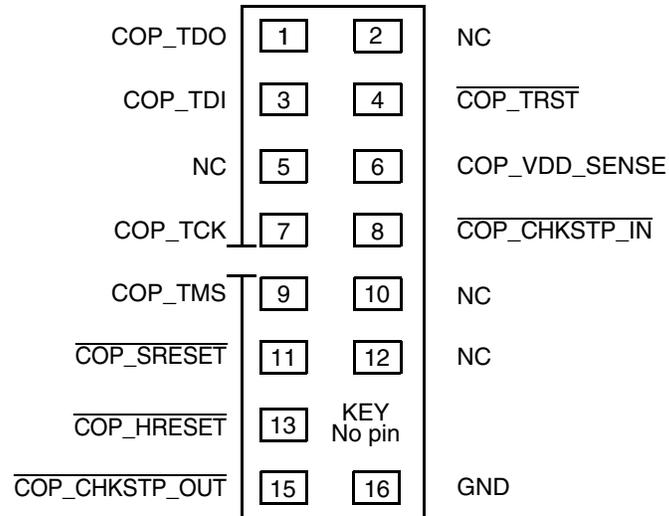 COP_TDO 1 2 NC
COP_TDI 3 4 COP_TRST
NC 5 6 COP_VDD_SENSE
COP_TCK 7 8 COP_CHKSTP_IN
COP_TMS 9 10 NC
COP_SRESET 11 12 NC
COP_HRESET 13 KEY
No pin
COP_CHKSTP_OUT 15 16 GND